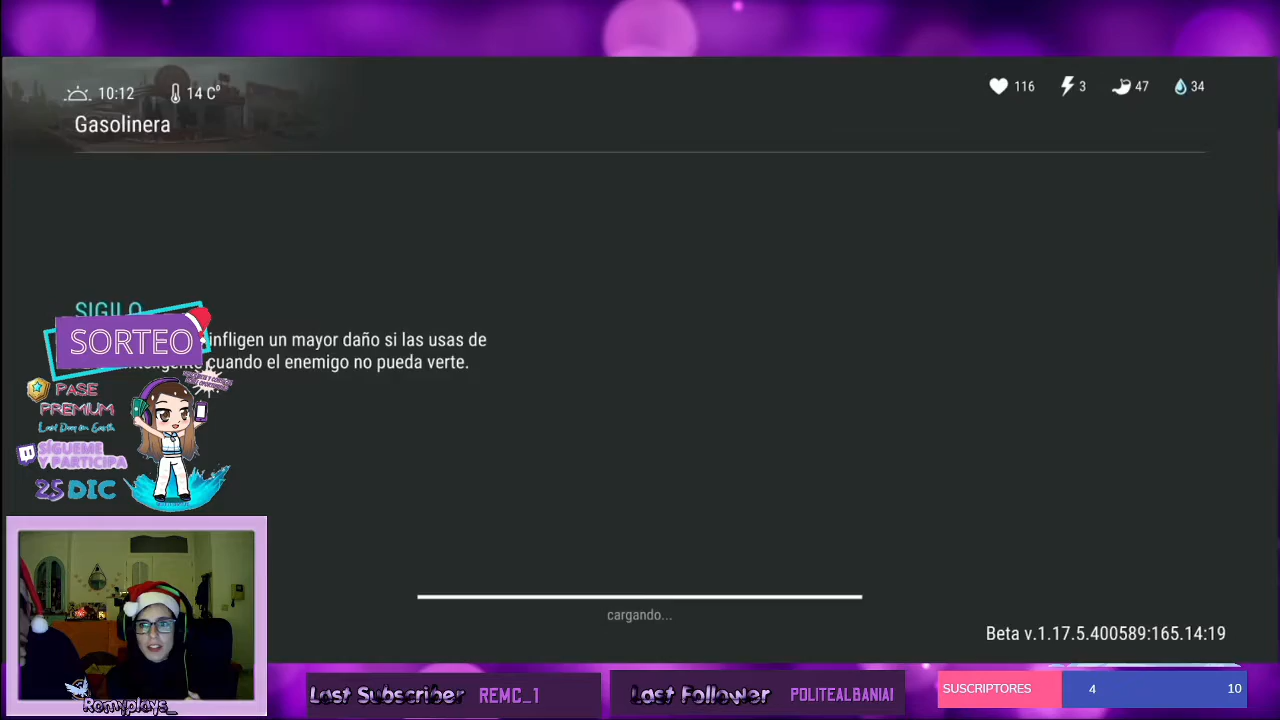 10:12
14 Cº
116
3
47
34
Gasolinera
SIGILO
infligen un mayor daño si las usas de
cuando el enemigo no pueda verte.
SORTEO
PASE
PREMIUM
Last Day on Earth
SÍGUEME
Y PARTICIPA
25 DIC
cargando...
Beta v.1.17.5.400589:165.14:19
Romyplays_
Last Subscriber REMC_1
Last Follower POLITEALBANIA1
SUSCRIPTORES 4 10